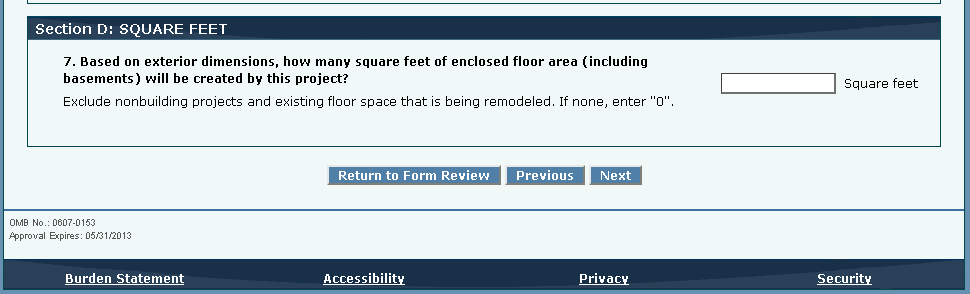 Section D: SQUARE FEET
7. Based on exterior dimensions, how many square feet of enclosed floor area (including
basements) will be created by this project?
Square feet
Exclude nonbuilding projects and existing floor space that is being remodeled. If none, enter "0".
Return to Form Review Previous Next
OMB No.: 0607-0153
Approval Expires: 05/31/2013
Burden Statement Accessibility Privacy Security